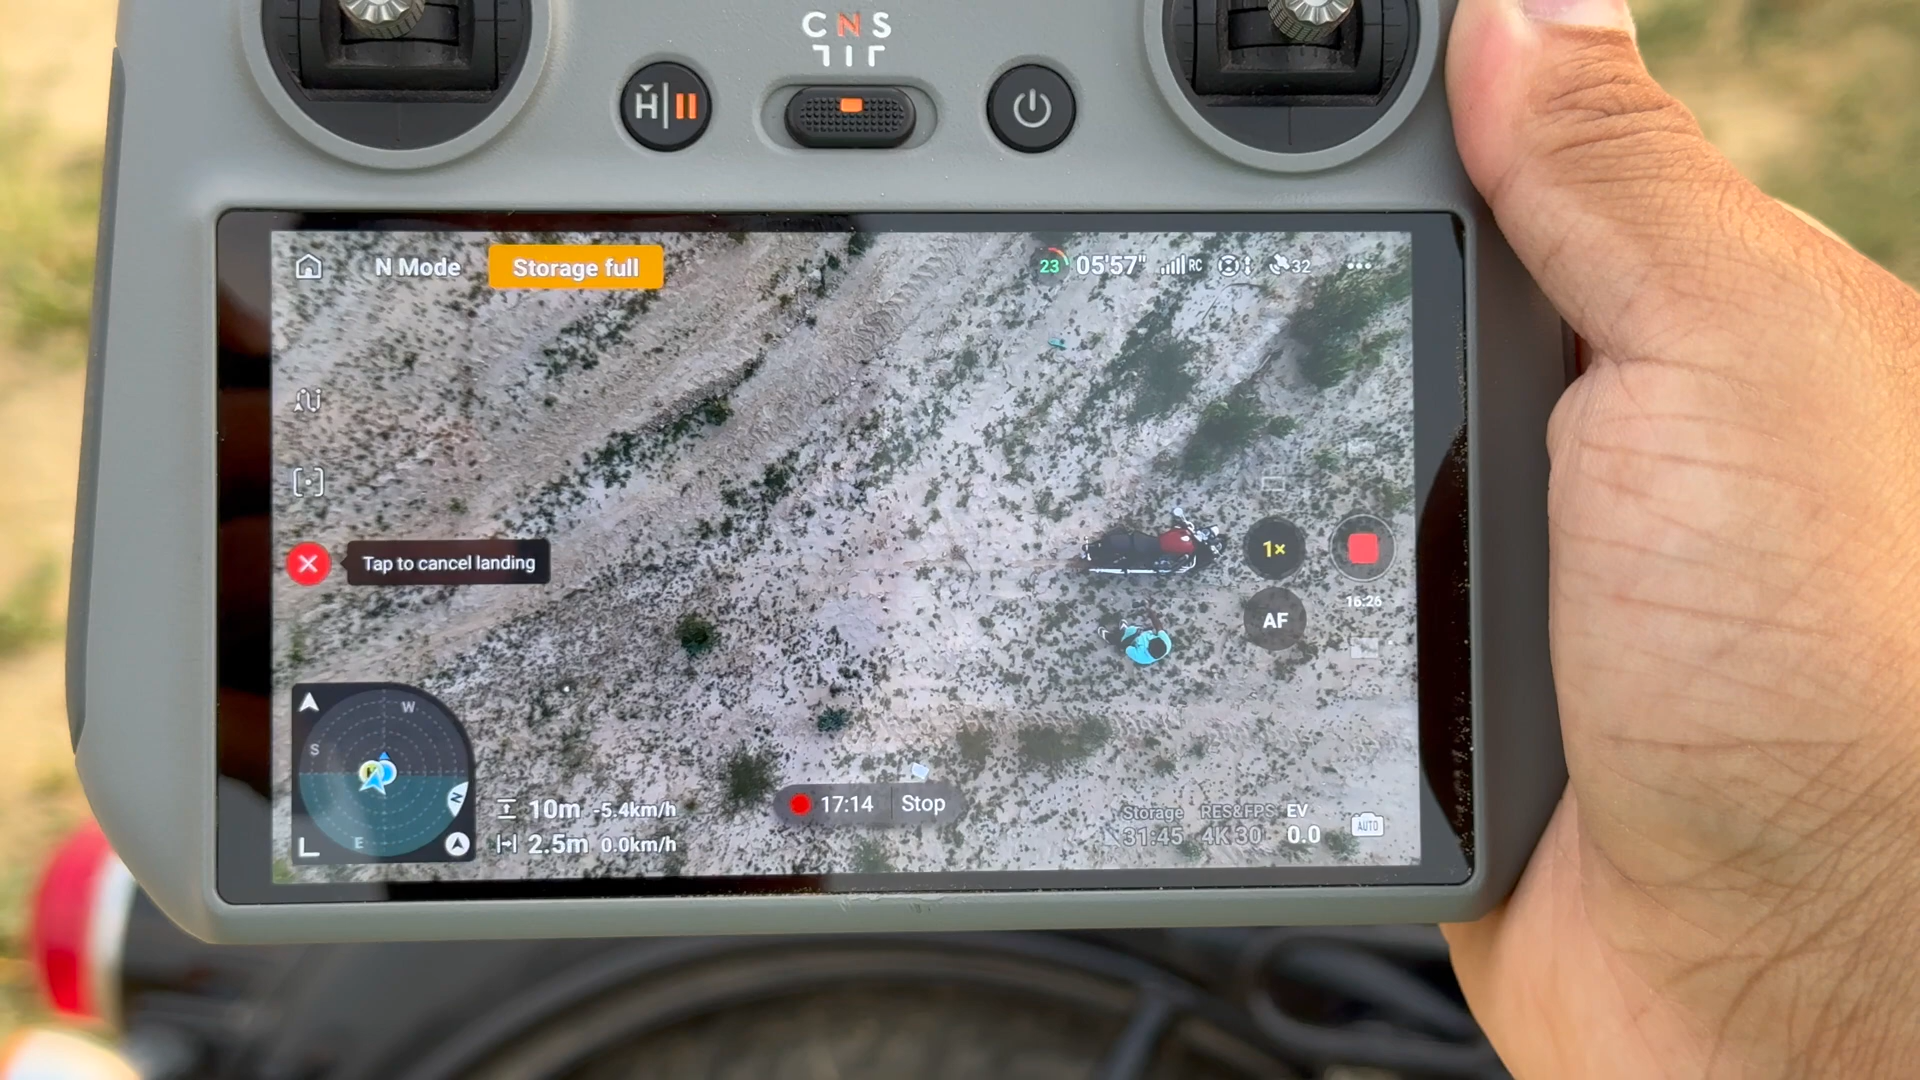 C N S
H
N Mode
Storage full
23
05'57"
RC
32
Tap to cancel landing
1×
16:26
AF
W
S
N
E
10m -5.4km/h
2.5m 0.0km/h
17:14 Stop
Storage RES&FPS EV
31:45 4K 30 0.0
AUTO